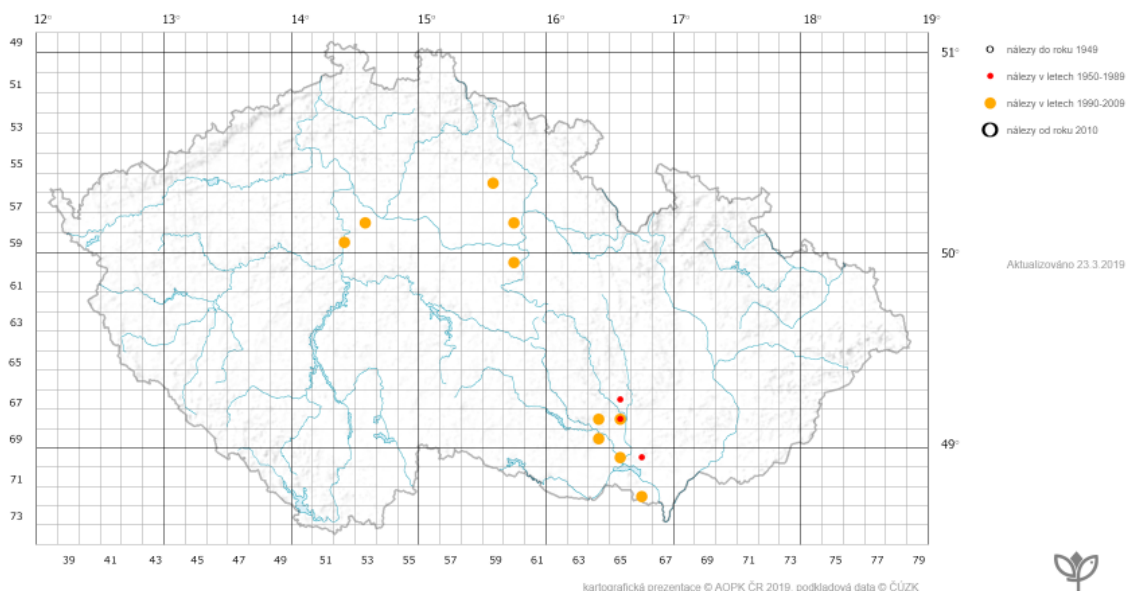 12° 13° 14° 15° 16° 17° 18° 19°
49
51°
nálezy do roku 1949
51
nálezy v letech 1950-1989
nálezy v letech 1990-2009
53
nálezy od roku 2010
55
57
59
50°
Aktualizováno 23.3.2019
61
63
65
67
69
49°
71
73
39 41 43 45 47 49 51 53 55 57 59 61 63 65 67 69 71 73 75 77 79
kartografická prezentace © AOPK ČR 2019, podkladová data © ČÚZK